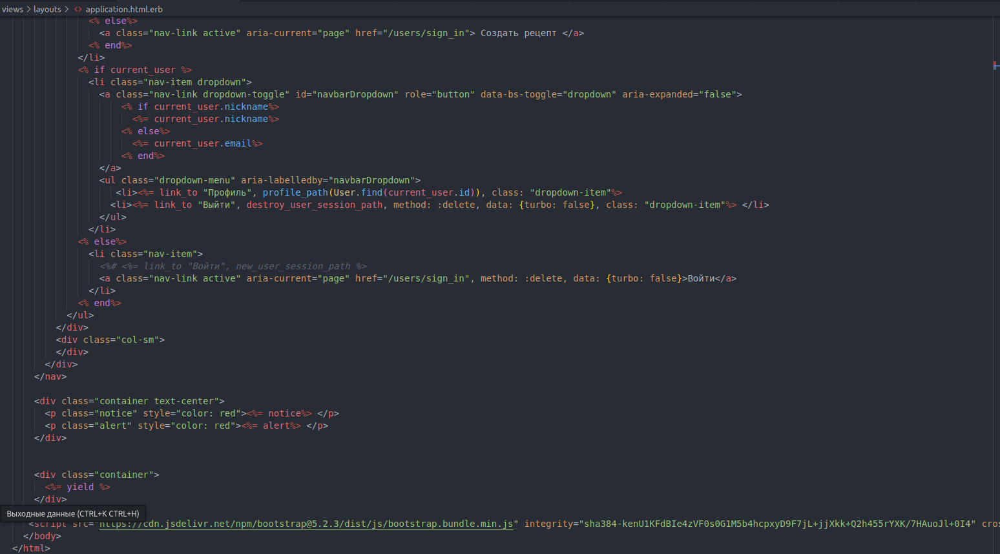 views > layouts > <> application.html.erb
<% else%>
<a class="nav-link active" aria-current="page" href="/users/sign_in"> Создать рецепт </a>
<% end%>
</li>
<% if current_user %>
<li class="nav-item dropdown">
<a class="nav-link dropdown-toggle" id="navbarDropdown" role="button" data-bs-toggle="dropdown" aria-expanded="false">
<% if current_user.nickname%>
<%= current_user.nickname%>
<% else%>
<%= current_user.email%>
<% end%>
</a>
<ul class="dropdown-menu" aria-labelledby="navbarDropdown">
<li><%= link_to "Профиль", profile_path(User.find(current_user.id)), class: "dropdown-item"%>
<li><%= link_to "Выйти", destroy_user_session_path, method: :delete, data: {turbo: false}, class: "dropdown-item"%> </li>
</ul>
</li>
<% else%>
<li class="nav-item">
<%# <%= link_to "Войти", new_user_session_path %>
<a class="nav-link active" aria-current="page" href="/users/sign_in", method: :delete, data: {turbo: false}>Войти</a>
</li>
<% end%>
</ul>
</div>
<div class="col-sm">
</div>
</div>
</nav>
<div class="container text-center">
<p class="notice" style="color: red"><%= notice%> </p>
<p class="alert" style="color: red"><%= alert%> </p>
</div>
<div class="container">
<%= yield %>
</div>
Выходные данные (CTRL+K CTRL+H)
<script src="https://cdn.jsdelivr.net/npm/bootstrap@5.2.3/dist/js/bootstrap.bundle.min.js" integrity="sha384-kenU1KFdBIe4zVF0s0G1M5b4hcpxyD9F7jL+jjXkk+Q2h455rYXK/7HAuoJl+0I4" cros
</body>
</html>